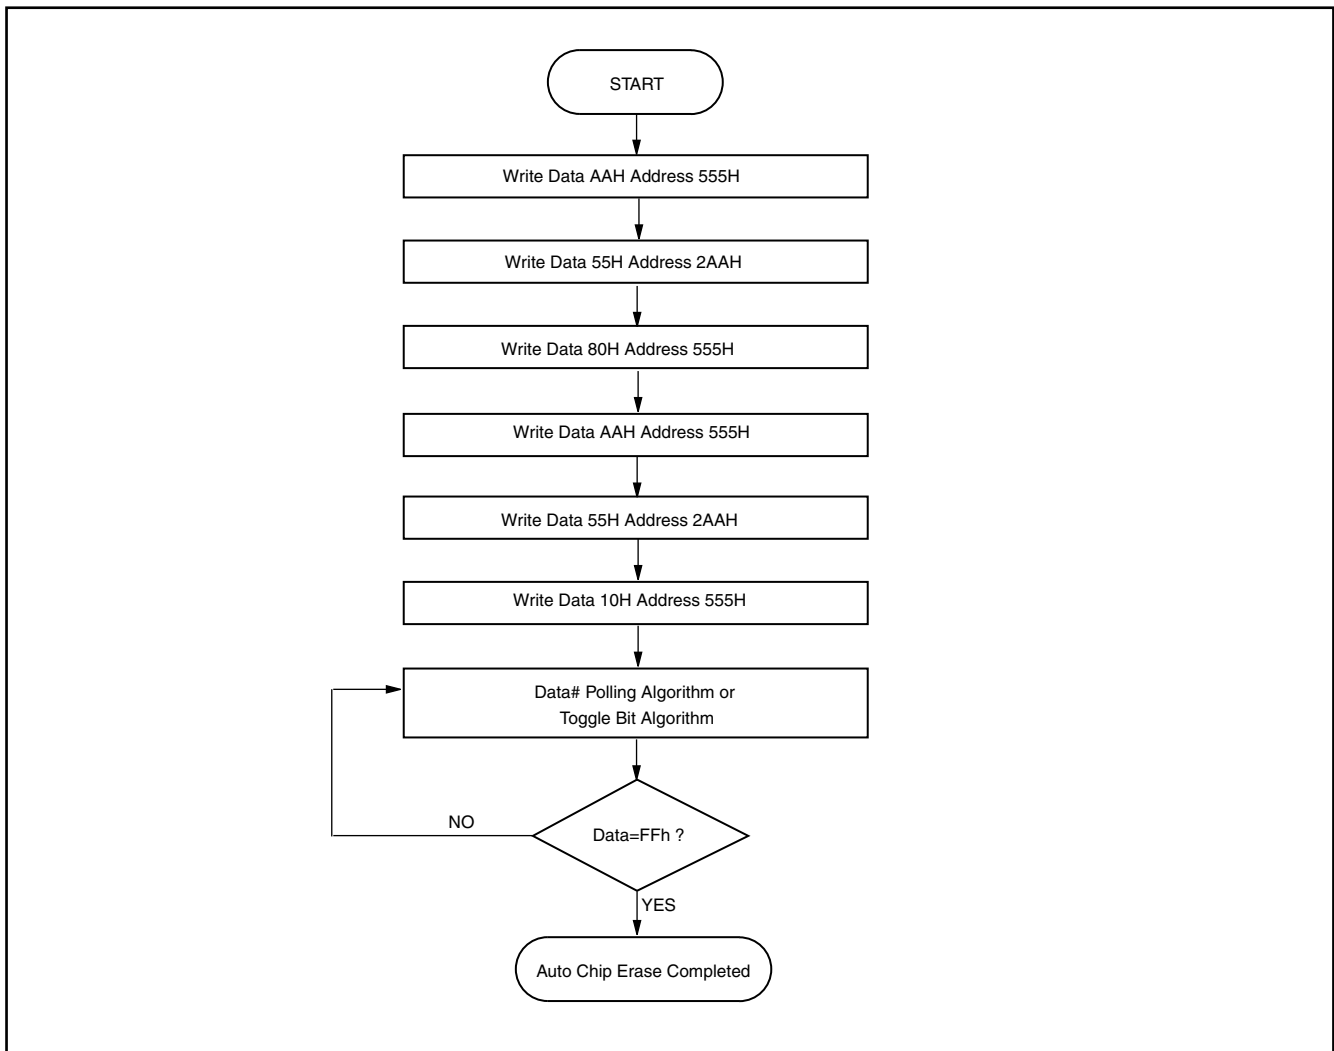 START
Write Data AAH Address 555H
Write Data 55H Address 2AAH
Write Data 80H Address 555H
Write Data AAH Address 555H
Write Data 55H Address 2AAH
Write Data 10H Address 555H
Data# Polling Algorithm or
Toggle Bit Algorithm
NO
Data=FFh ?
YES
Auto Chip Erase Completed